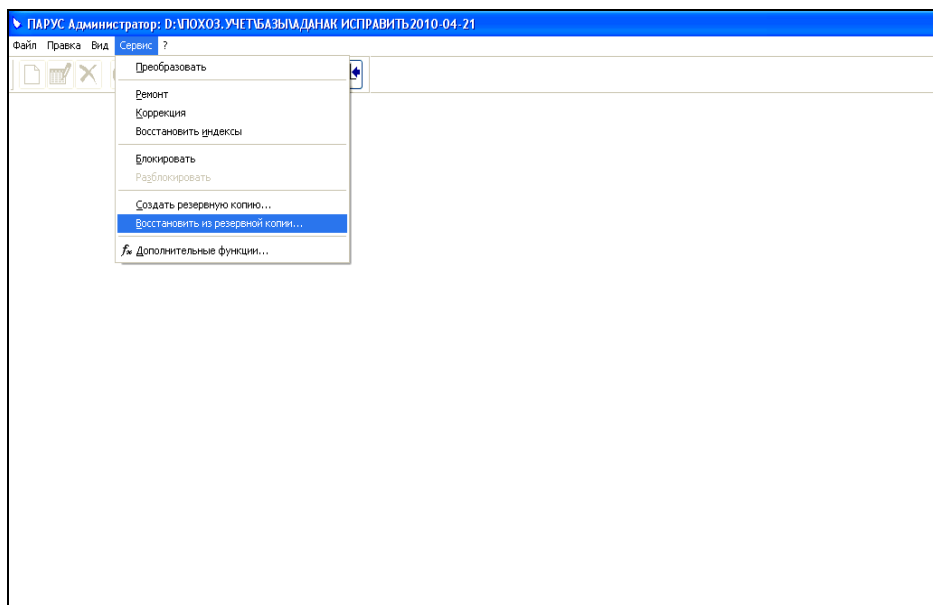 ПАРУС Администратор: D:\ПОХОЗ.УЧЕТ\БАЗЫ\АДАНАК ИСПРАВИТЬ2010-04-21
Файл Правка Вид Сервис ?
Преобразовать
Ремонт
Коррекция
Восстановить индексы
Блокировать
Разблокировать
Создать резервную копию...
Восстановить из резервной копии...
fx Дополнительные функции...